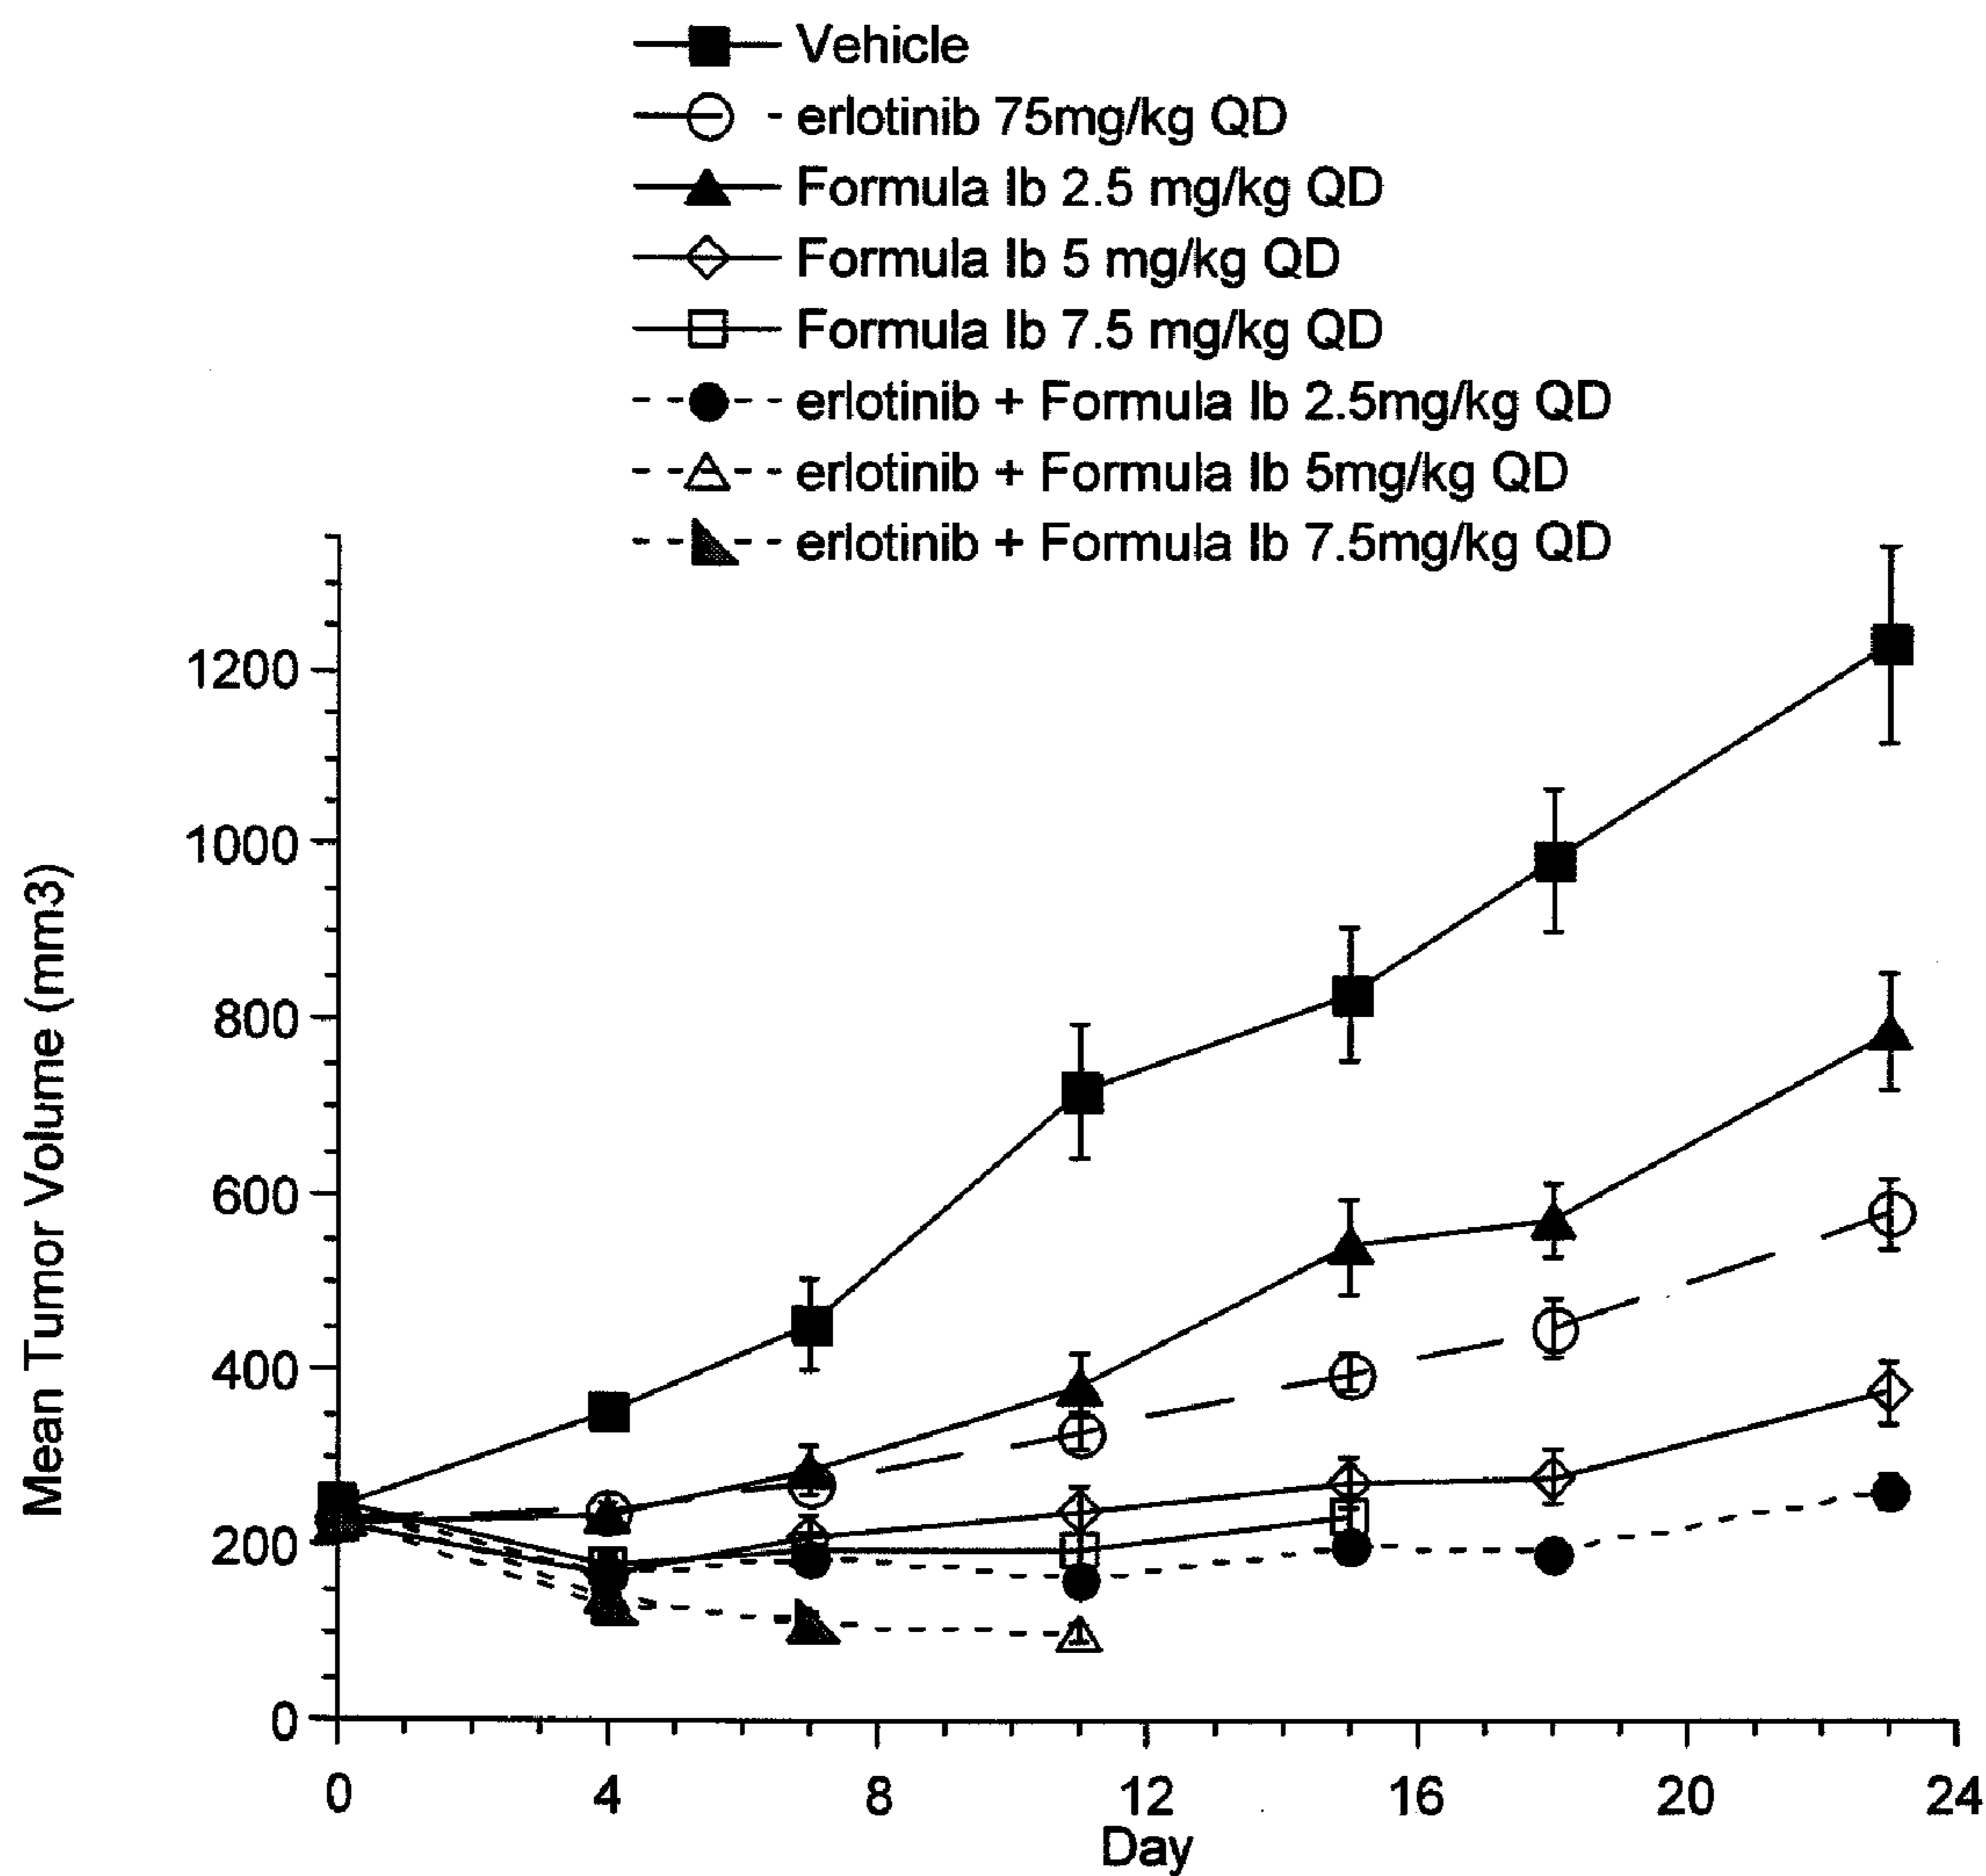 Vehicle
erlotinib 75mg/kg QD
Formula Ib 2.5 mg/kg QD
Formula Ib 5 mg/kg QD
Formula Ib 7.5 mg/kg QD
erlotinib + Formula Ib 2.5mg/kg QD
erlotinib + Formula Ib 5mg/kg QD
erlotinib + Formula Ib 7.5mg/kg QD
Mean Tumor Volume (mm3)
1200
1000
800
600
400
200
0
0 4 8 12 16 20 24
Day